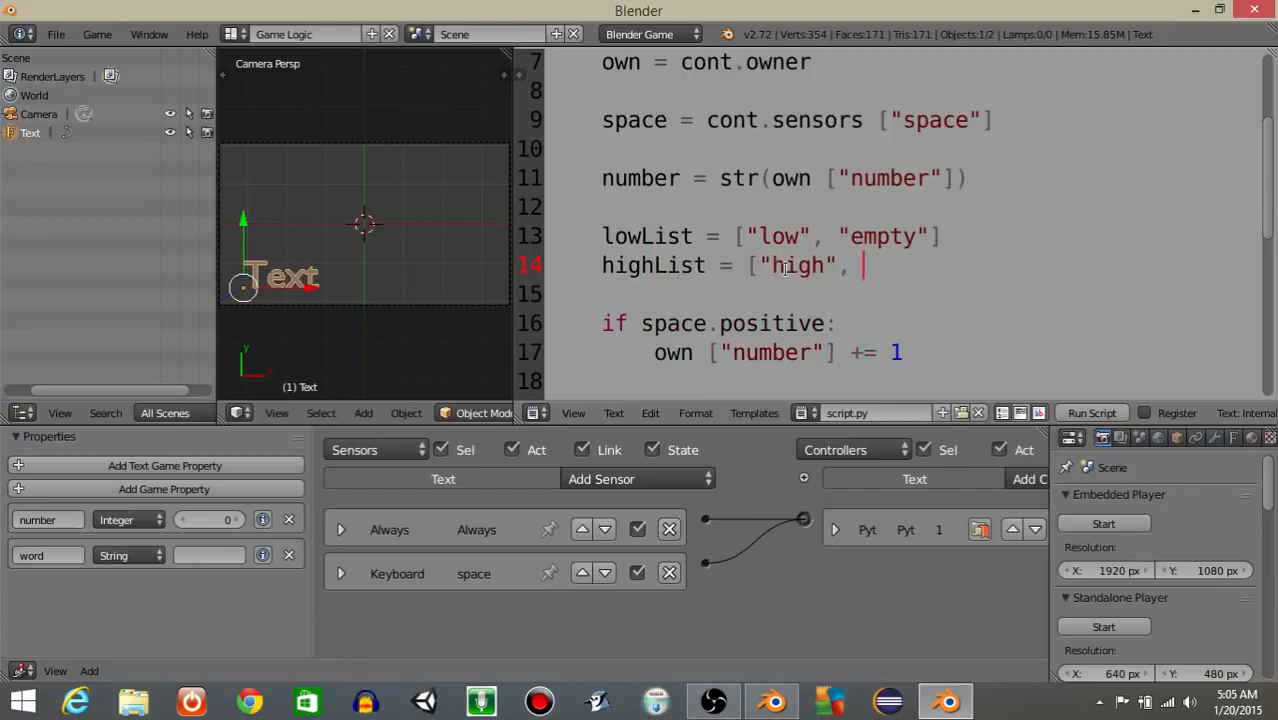 Blender
File Game Window Help Game Logic Scene Blender Game v2.72 | Verts:354 | Faces:171 | Tris:171 | Objects:1/2 | Lamps:0/0 | Mem:15.85M | Text
Scene
RenderLayers
World
Camera
Text
View Search All Scenes
Camera Persp
Text
y
x
(1) Text
View Select Add Object Object Mode
7 own = cont.owner
8
9 space = cont.sensors ["space"]
10
11 number = str(own ["number"])
12
13 lowList = ["low", "empty"]
14 highList = ["high",
15
16 if space.positive:
17 own ["number"] += 1
18
View Text Edit Format Templates script.py Run Script Register Text: Internal
Properties
Add Text Game Property
Add Game Property
number Integer 0
word String
Sensors Sel Act Link State
Text Add Sensor
Always Always
Keyboard space
Controllers Sel Act
Text Add C
Pyt Pyt 1
View Add
Scene
Embedded Player
Start
Resolution:
X: 1920 px Y: 1080 px
Standalone Player
Start
Resolution:
X: 640 px Y: 480 px
5:05 AM
1/20/2015